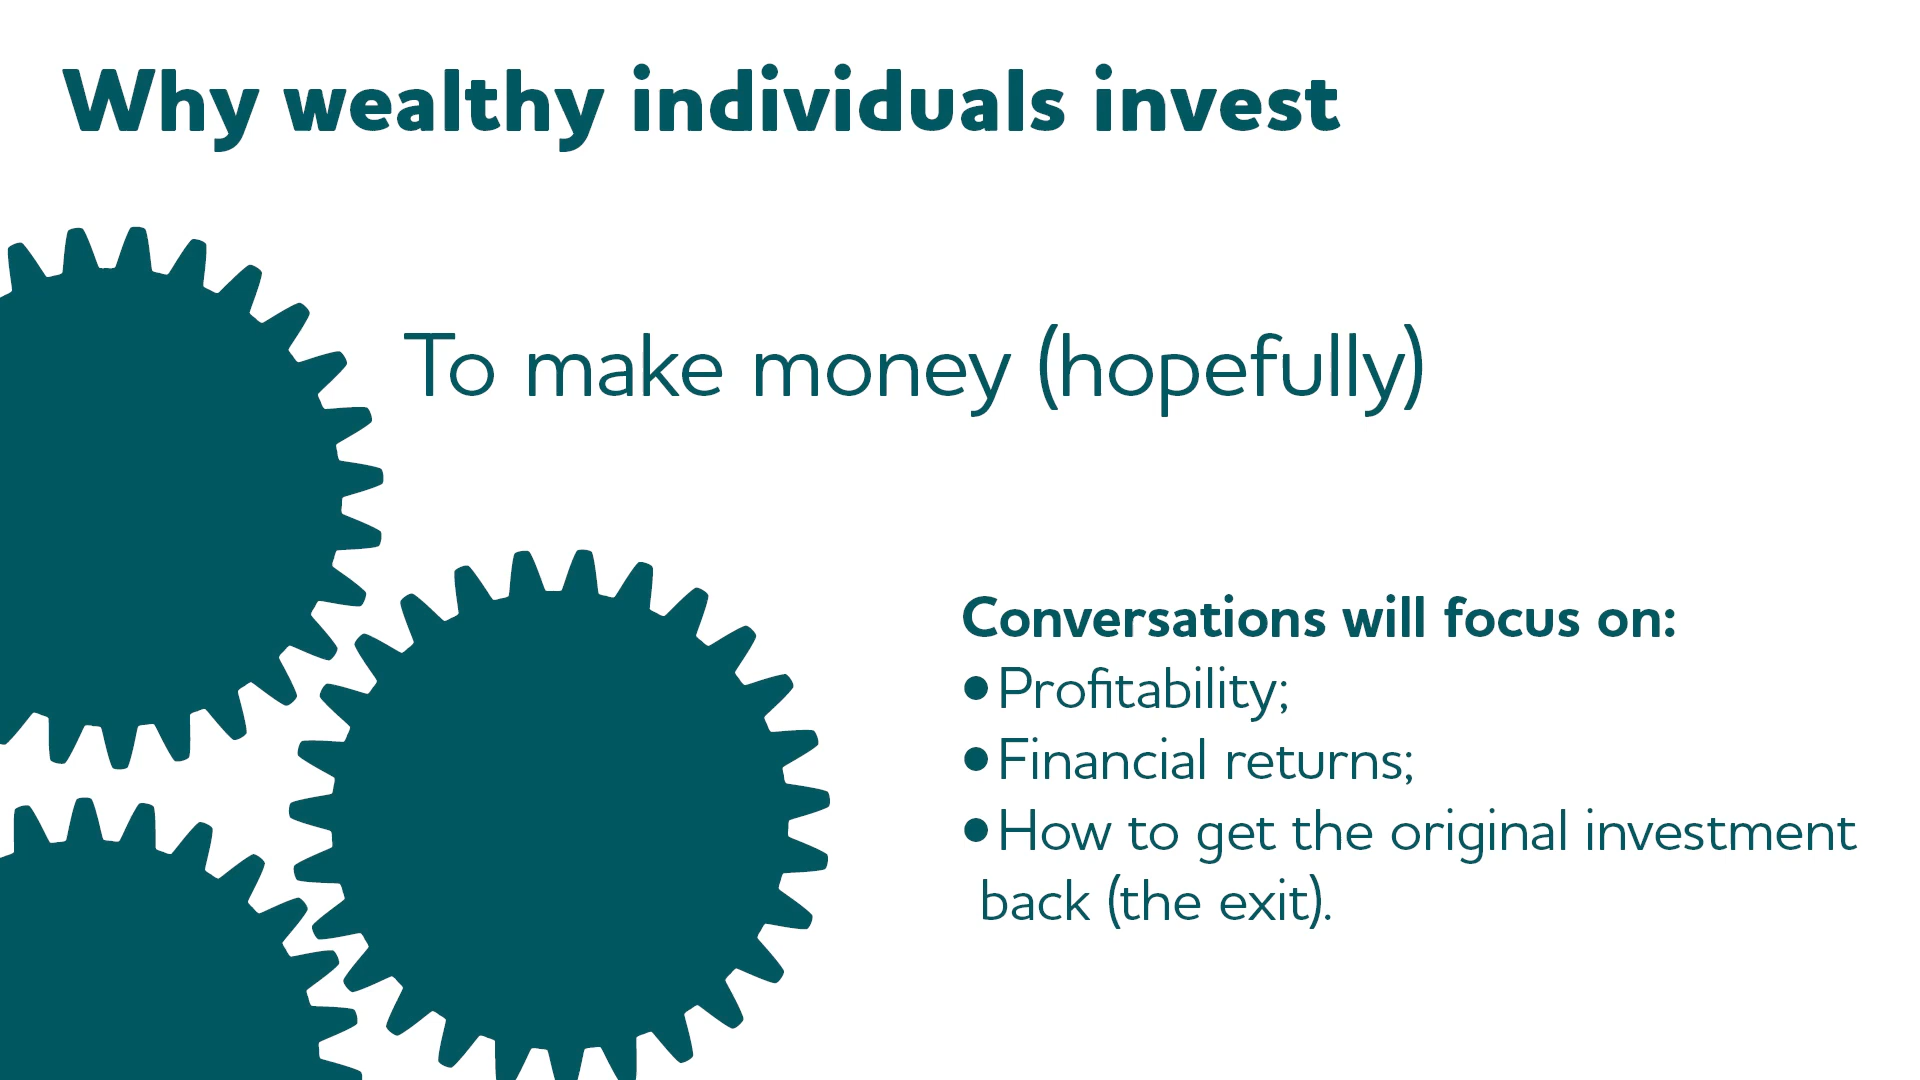 Why wealthy individuals invest
To make money (hopefully)
Conversations will focus on:
•Profitability;
•Financial returns;
•How to get the original investment
back (the exit).